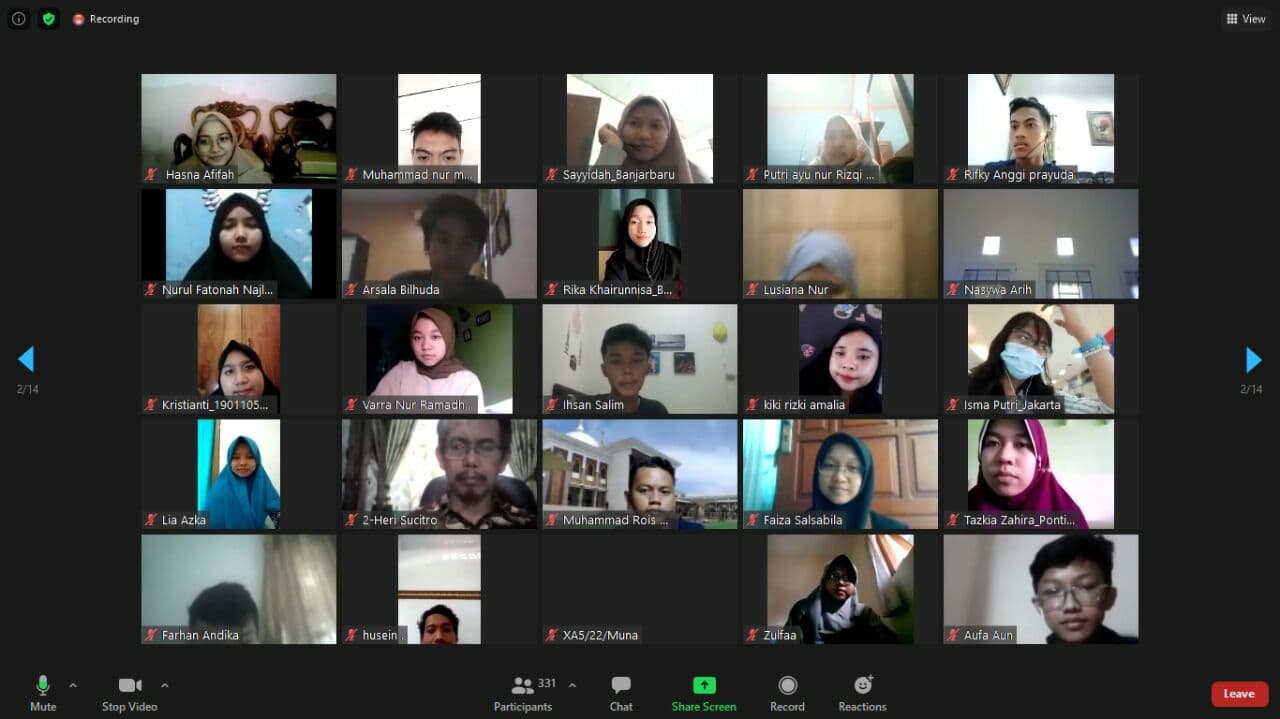 Recording
View
Hasna Afifah
Muhammad nur m...
Sayyidah_Banjarbaru
Putri ayu nur Rizqi ...
Rifky Anggi prayuda
Nurul Fatonah Najl...
Arsala Bilhuda
Rika Khairunnisa_B...
Lusiana Nur
Nasywa Arih
Kristianti_1901105...
Varra Nur Ramadh...
Ihsan Salim
kiki rizki amalia
Isma Putri_Jakarta
Lia Azka
2-Heri Sucitro
Muhammad Rois ...
Faiza Salsabila
Tazkia Zahira_Ponti...
Farhan Andika
husein
XA5/22/Muna
Zulfaa
Aufa Aun
2/14
2/14
Mute
Stop Video
331
Participants
Chat
Share Screen
Record
Reactions
Leave